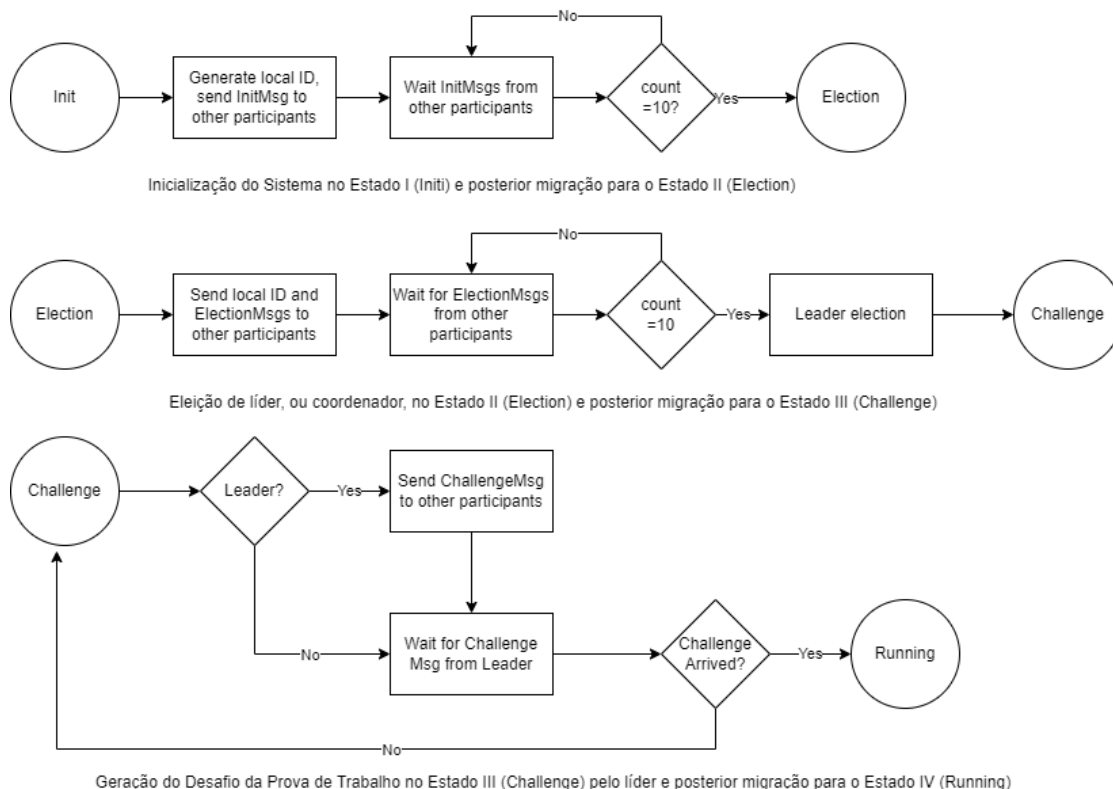 No
Init
Generate local ID,
send InitMsg to
other participants
Wait InitMsgs from
other participants
count
=10?
Yes
Election
Inicialização do Sistema no Estado I (Initi) e posterior migração para o Estado II (Election)
No
Election
Send local ID and
ElectionMsgs to
other participants
Wait for ElectionMsgs
from other
participants
count
=10
Yes
Leader election
Challenge
Eleição de líder, ou coordenador, no Estado II (Election) e posterior migração para o Estado III (Challenge)
Challenge
Leader?
Yes
Send ChallengeMsg
to other participants
No
Wait for Challenge
Msg from Leader
Challenge
Arrived?
Yes
Running
No
Geração do Desafio da Prova de Trabalho no Estado III (Challenge) pelo líder e posterior migração para o Estado IV (Running)